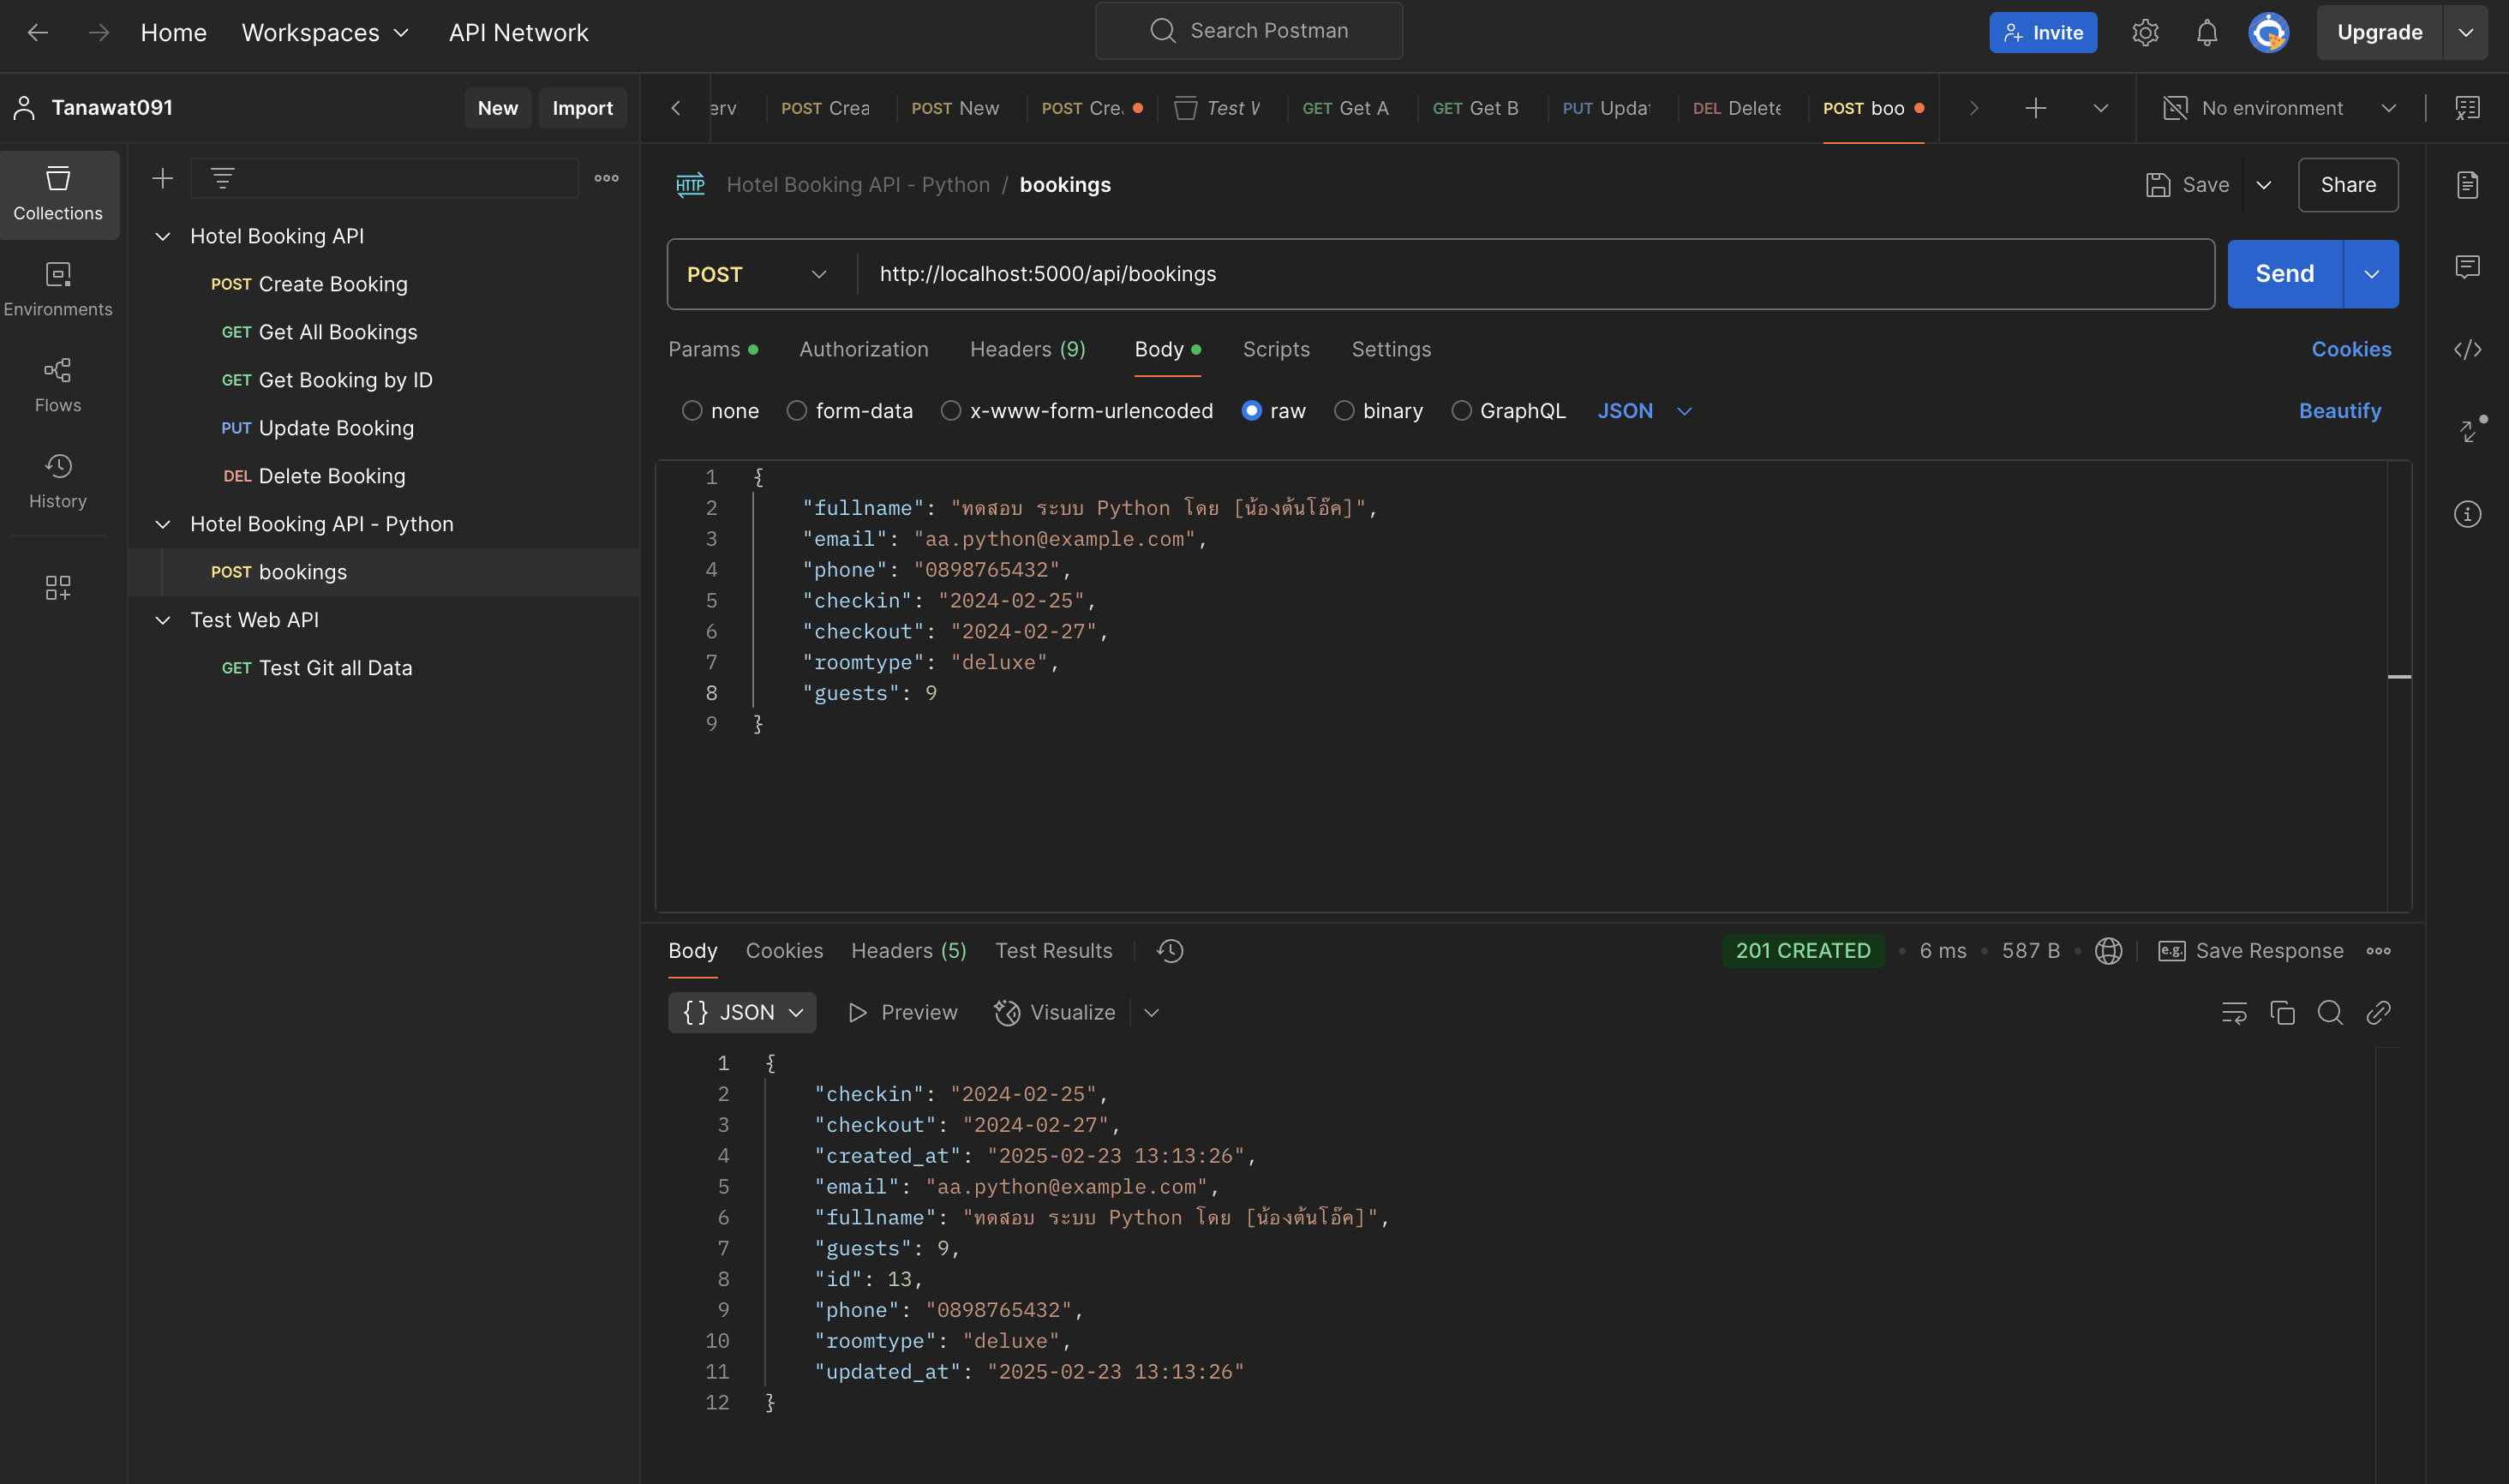 Home Workspaces API Network Search Postman Invite Upgrade
Tanawat091 New Import
erv POST Crea POST New POST Cre. Test GET Get A GET Get B PUT Upda DEL Delete POST boo No environment
Collections
Environments
Flows
History
Hotel Booking API
POST Create Booking
GET Get All Bookings
GET Get Booking by ID
PUT Update Booking
DEL Delete Booking
Hotel Booking API - Python
POST bookings
Test Web API
GET Test Git all Data
HTTP Hotel Booking API - Python / bookings Save Share
POST http://localhost:5000/api/bookings Send
Params Authorization Headers (9) Body Scripts Settings Cookies
none form-data x-www-form-urlencoded raw binary GraphQL JSON Beautify
1 {
2 "fullname": "ทดสอบ ระบบ Python โดย [น้องต้นโอ๊ค]",
3 "email": "aa.python@example.com",
4 "phone": "0898765432",
5 "checkin": "2024-02-25",
6 "checkout": "2024-02-27",
7 "roomtype": "deluxe",
8 "guests": 9
9 }
Body Cookies Headers (5) Test Results 201 CREATED • 6 ms • 587 B • e.g. Save Response
{} JSON Preview Visualize
1 {
2 "checkin": "2024-02-25",
3 "checkout": "2024-02-27",
4 "created_at": "2025-02-23 13:13:26",
5 "email": "aa.python@example.com",
6 "fullname": "ทดสอบ ระบบ Python โดย [น้องต้นโอ๊ค]",
7 "guests": 9,
8 "id": 13,
9 "phone": "0898765432",
10 "roomtype": "deluxe",
11 "updated_at": "2025-02-23 13:13:26"
12 }